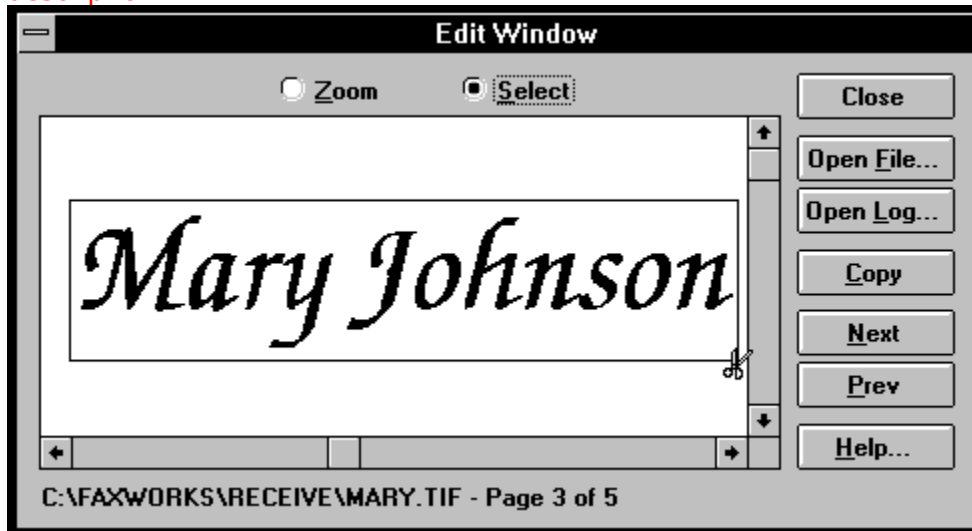 Edit Window
Zoom Select
Close
Open File...
Open Log...
Mary Johnson
Copy
Next
Prev
Help...
C:\FAXWORKS\RECEIVE\MARY.TIF - Page 3 of 5